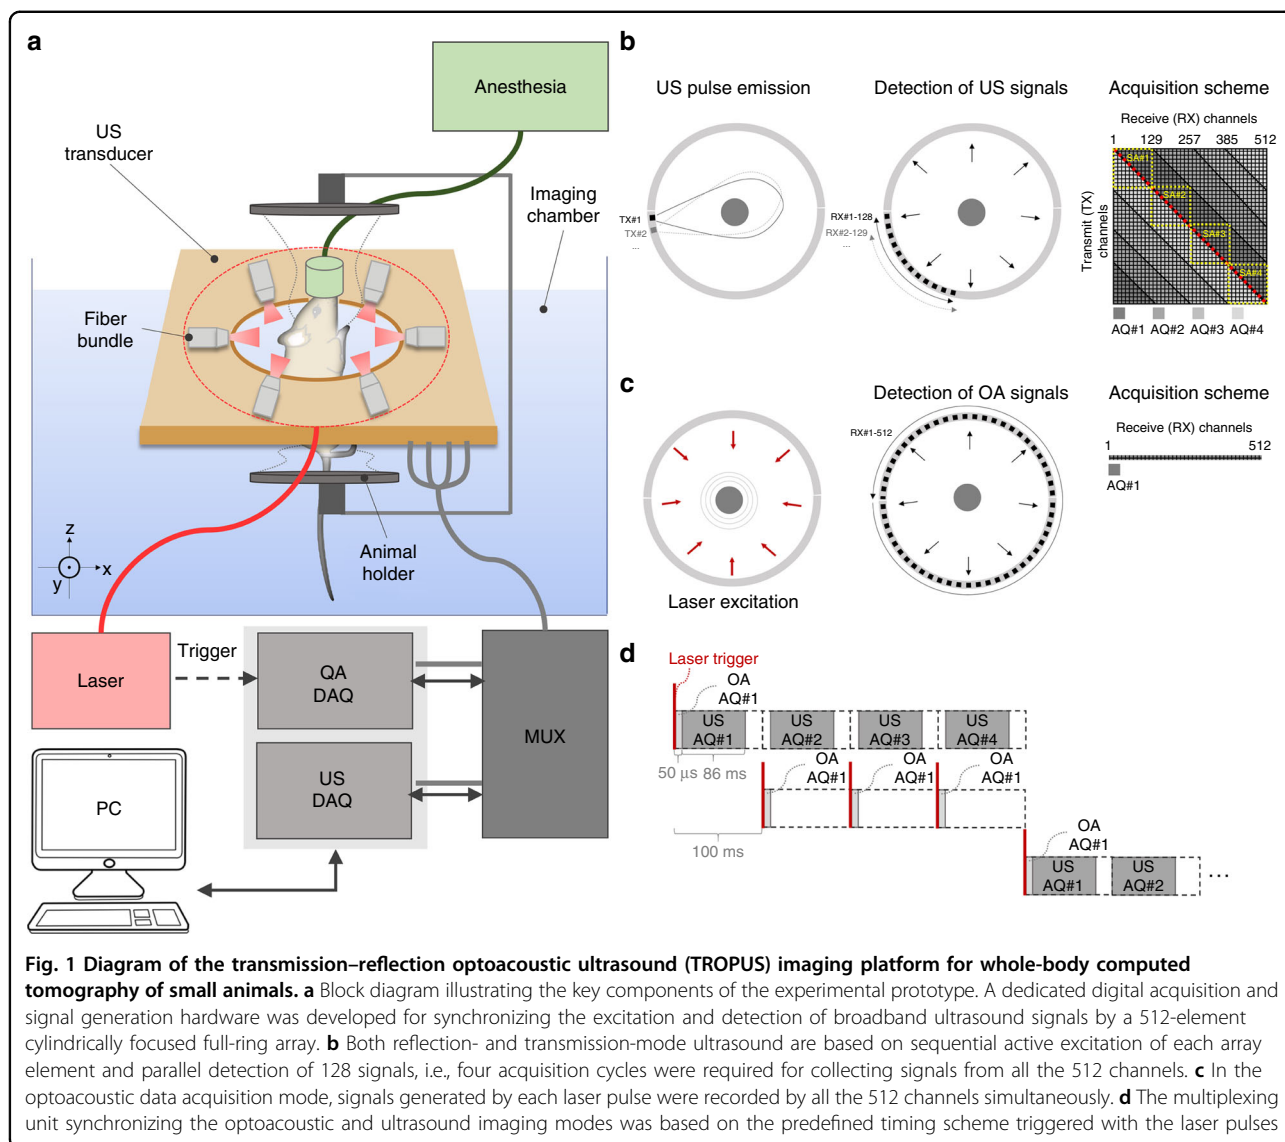 a
Anesthesia
US
transducer
Imaging
chamber
Fiber
bundle
z
x
y
Animal
holder
Laser
Trigger
QA
DAQ
US
DAQ
MUX
PC
b
US pulse emission
Detection of US signals
Acquisition scheme
Receive (RX) channels
1 129 257 385 512
Transmit (TX)
channels
SA#1
SA#2
SA#3
SA#4
TX#1
TX#2
...
RX#1-128
RX#2-129
...
AQ#1 AQ#2 AQ#3 AQ#4
c
Detection of OA signals
Acquisition scheme
RX#1-512
Receive (RX) channels
1 512
AQ#1
Laser excitation
d
Laser trigger
OA
AQ#1
US
AQ#1
US
AQ#2
US
AQ#3
US
AQ#4
50 µs 86 ms
OA
AQ#1
OA
AQ#1
OA
AQ#1
100 ms
OA
AQ#1
US
AQ#1
US
AQ#2
...
Fig. 1 Diagram of the transmission–reflection optoacoustic ultrasound (TROPUS) imaging platform for whole-body computed
tomography of small animals. a Block diagram illustrating the key components of the experimental prototype. A dedicated digital acquisition and
signal generation hardware was developed for synchronizing the excitation and detection of broadband ultrasound signals by a 512-element
cylindrically focused full-ring array. b Both reflection- and transmission-mode ultrasound are based on sequential active excitation of each array
element and parallel detection of 128 signals, i.e., four acquisition cycles were required for collecting signals from all the 512 channels. c In the
optoacoustic data acquisition mode, signals generated by each laser pulse were recorded by all the 512 channels simultaneously. d The multiplexing
unit synchronizing the optoacoustic and ultrasound imaging modes was based on the predefined timing scheme triggered with the laser pulses